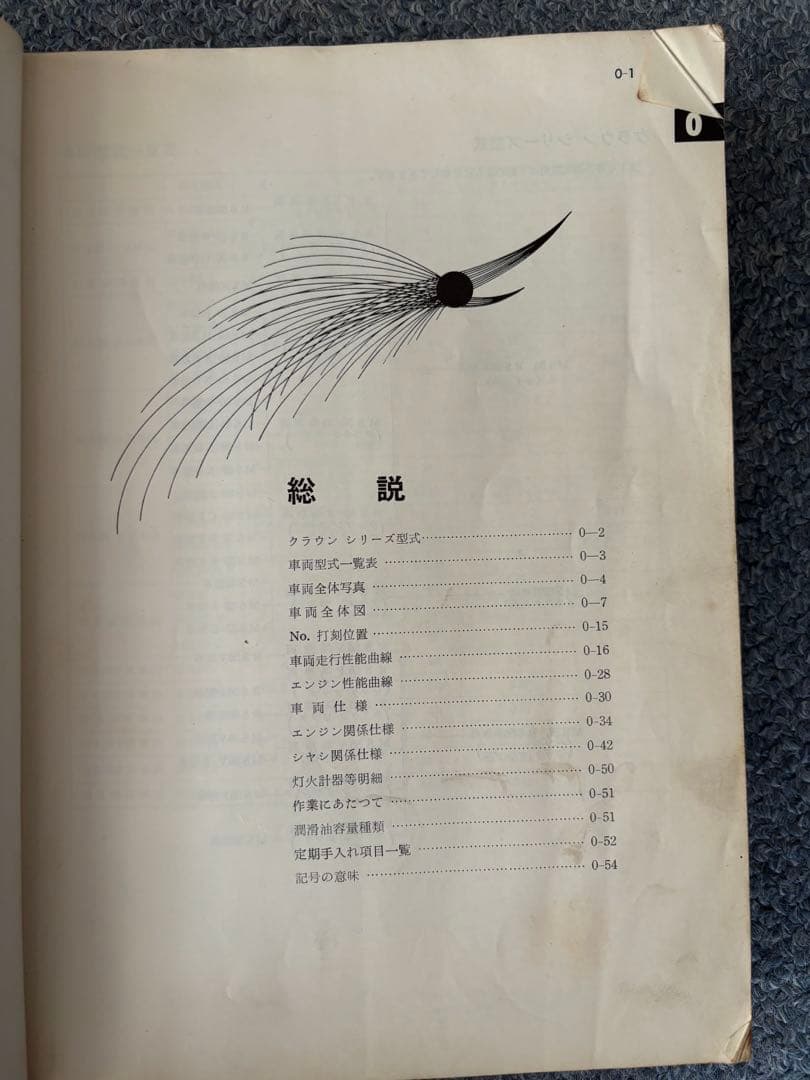 0-1
0
総 説
クラウン シリーズ型式…………………………… 0—2
車両型式一覧表 …………………………… 0—3
車両全体写真 …………………………… 0—4
車両全体図 …………………………… 0—7
No. 打刻位置 …………………………… 0-15
車両走行性能曲線 …………………………… 0-16
エンジン性能曲線 …………………………… 0-28
車両仕様 …………………………… 0-30
エンジン関係仕様 …………………………… 0-34
シヤシ関係仕様 …………………………… 0-42
灯火計器等明細 …………………………… 0-50
作業にあたつて …………………………… 0-51
潤滑油容量種類 …………………………… 0-51
定期手入れ項目一覧 …………………………… 0-52
記号の意味 …………………………… 0-54